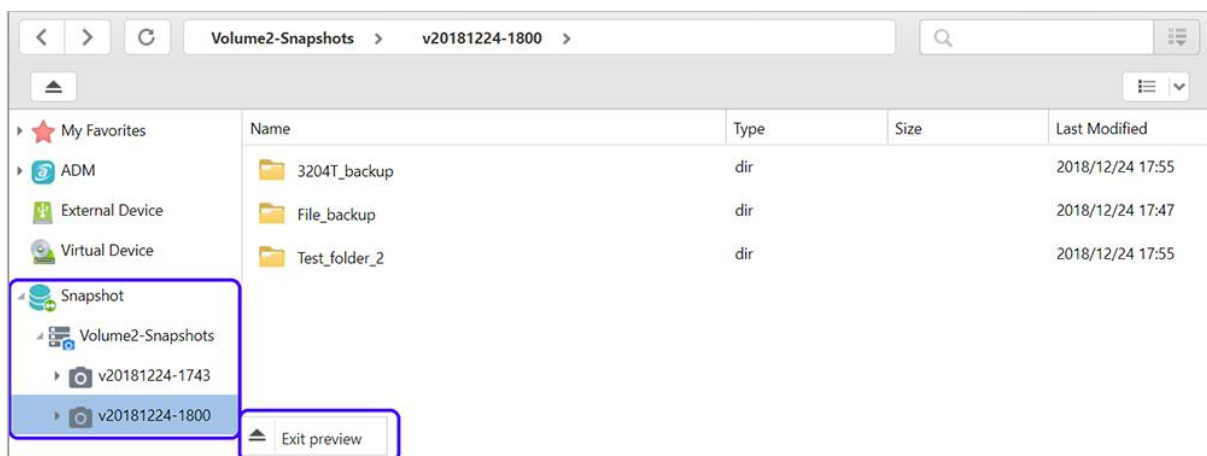 Volume2-Snapshots > v20181224-1800 >
My Favorites
ADM
External Device
Virtual Device
Snapshot
Volume2-Snapshots
v20181224-1743
v20181224-1800
Name Type Size Last Modified
3204T_backup dir 2018/12/24 17:55
File_backup dir 2018/12/24 17:47
Test_folder_2 dir 2018/12/24 17:55
Exit preview